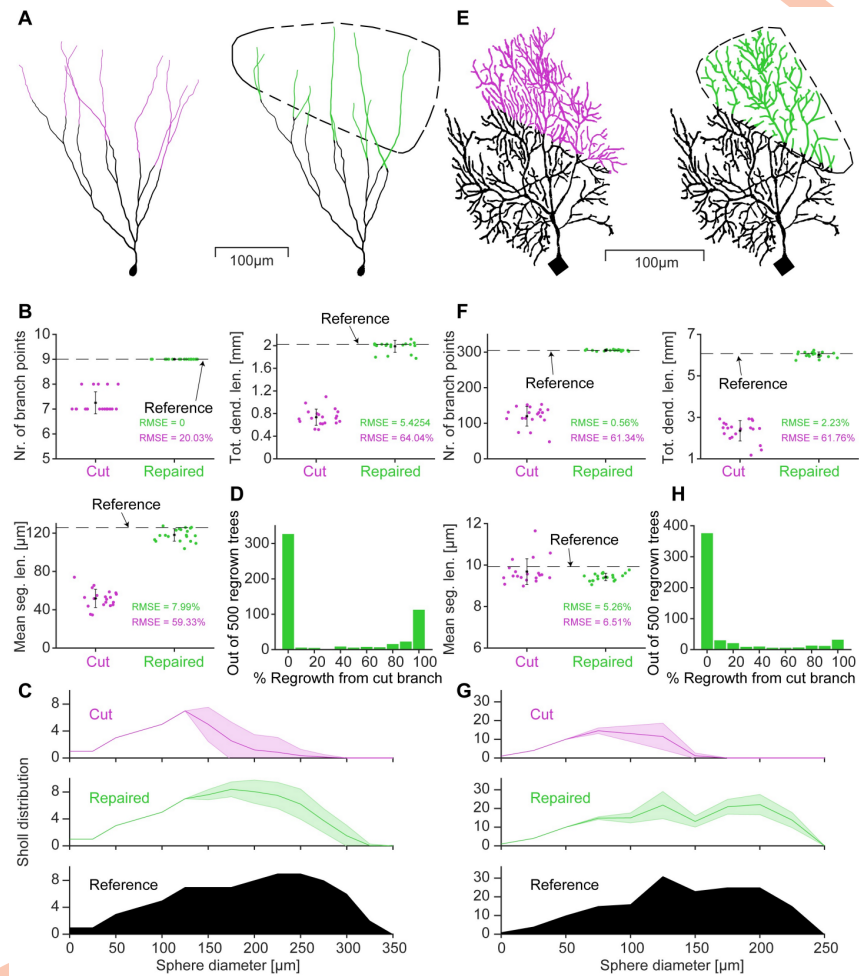 A
E
100µm
100µm
B
Nr. of branch points
10
9
8
7
6
5
Reference
RMSE = 0
RMSE = 20.03%
Cut
Repaired
Reference
Tot. dend. len. [mm]
2
1.6
1.2
0.8
0.4
0
RMSE = 5.4254
RMSE = 64.04%
Cut
Repaired
F
Nr. of branch points
300
200
100
0
Reference
RMSE = 0.56%
RMSE = 61.34%
Cut
Repaired
Tot. dend. len. [mm]
7
5
3
1
Reference
RMSE = 2.23%
RMSE = 61.76%
Cut
Repaired
Reference
Mean seg. len. [µm]
120
80
40
0
RMSE = 7.99%
RMSE = 59.33%
Cut
Repaired
D
Out of 500 regrown trees
300
200
100
0
0 20 40 60 80 100
% Regrowth from cut branch
Mean seg. len. [µm]
12
10
8
6
Reference
RMSE = 5.26%
RMSE = 6.51%
Cut
Repaired
H
Out of 500 regrown trees
400
300
200
100
0
0 20 40 60 80 100
% Regrowth from cut branch
C
Sholl distribution
8
4
0
Cut
8
4
0
Repaired
8
4
0
Reference
0 50 100 150 200 250 300 350
Sphere diameter [µm]
G
30
20
10
0
Cut
30
20
10
0
Repaired
30
20
10
0
Reference
0 50 100 150 200 250
Sphere diameter [µm]